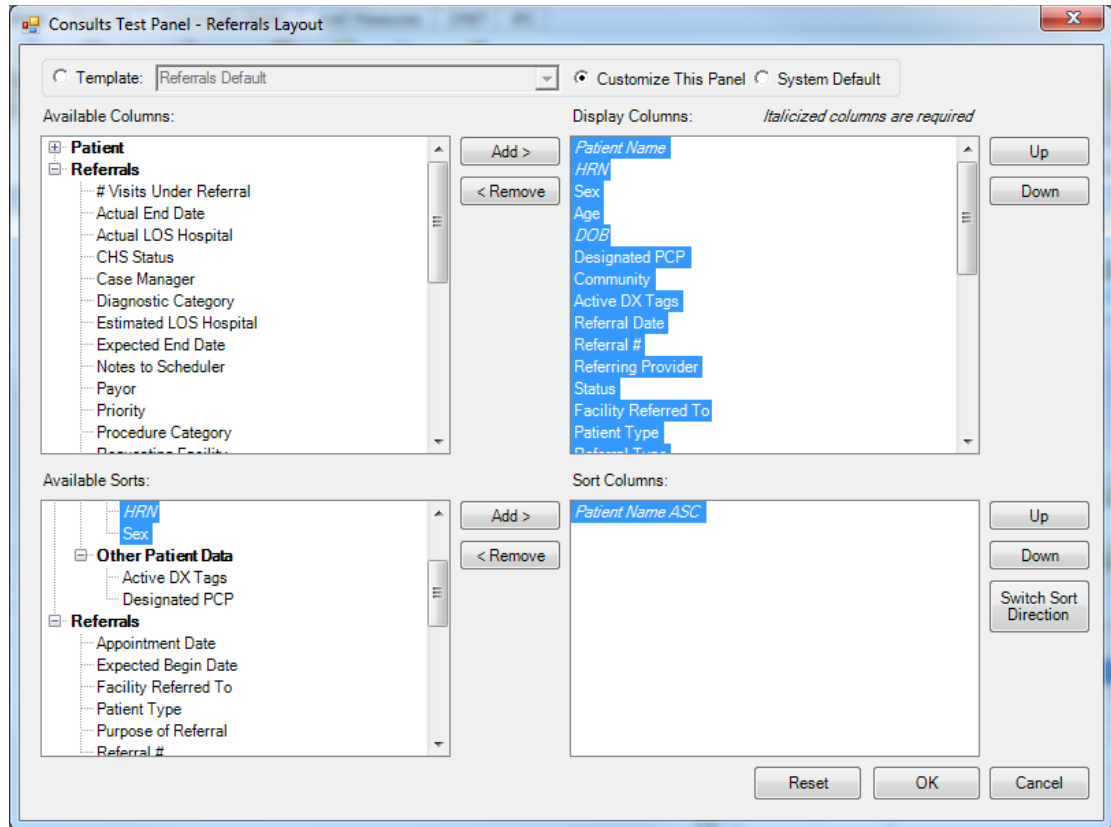 Consults Test Panel - Referrals Layout
Template: Referrals Default Customize This Panel System Default
Available Columns:
Patient
Referrals
# Visits Under Referral
Actual End Date
Actual LOS Hospital
CHS Status
Case Manager
Diagnostic Category
Estimated LOS Hospital
Expected End Date
Notes to Scheduler
Payor
Priority
Procedure Category
Requesting Facility
Add >
< Remove
Display Columns: Italicized columns are required
Patient Name
HRN
Sex
Age
DOB
Designated PCP
Community
Active DX Tags
Referral Date
Referral #
Referring Provider
Status
Facility Referred To
Patient Type
Referral Type
Up
Down
Available Sorts:
HRN
Sex
Other Patient Data
Active DX Tags
Designated PCP
Referrals
Appointment Date
Expected Begin Date
Facility Referred To
Patient Type
Purpose of Referral
Referral #
Add >
< Remove
Sort Columns:
Patient Name ASC
Up
Down
Switch Sort
Direction
Reset OK Cancel